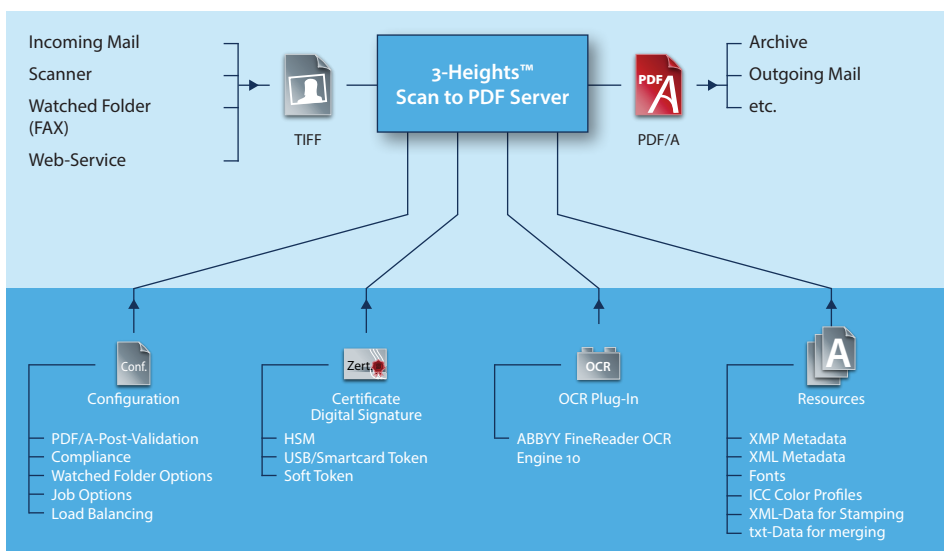 Incoming Mail
Scanner
Watched Folder
(FAX)
Web-Service
TIFF
3-Heights™
Scan to PDF Server
PDF
A
PDF/A
Archive
Outgoing Mail
etc.
Conf.
Configuration
PDF/A-Post-Validation
Compliance
Watched Folder Options
Job Options
Load Balancing
Zert.
Certificate
Digital Signature
HSM
USB/Smartcard Token
Soft Token
OCR
OCR Plug-In
ABBYY FineReader OCR
Engine 10
A
Resources
XMP Metadata
XML Metadata
Fonts
ICC Color Profiles
XML-Data for Stamping
txt-Data for merging